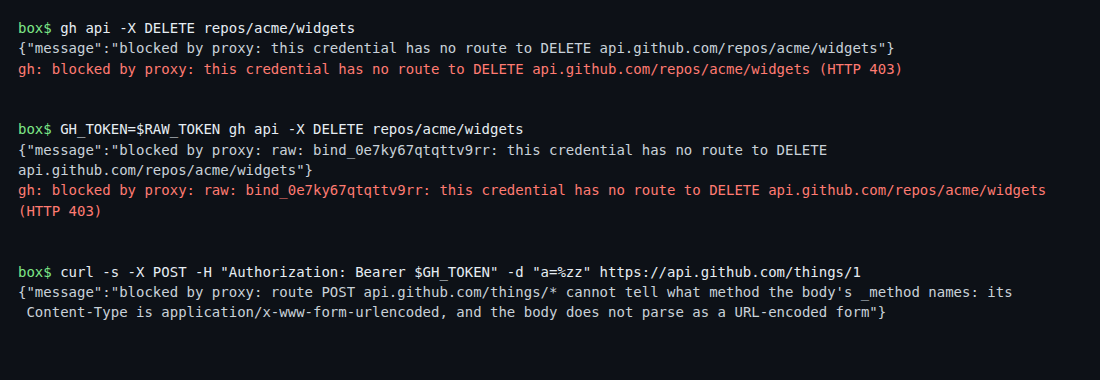 box$ gh api -X DELETE repos/acme/widgets
{"message":"blocked by proxy: this credential has no route to DELETE api.github.com/repos/acme/widgets"}
gh: blocked by proxy: this credential has no route to DELETE api.github.com/repos/acme/widgets (HTTP 403)
box$ GH_TOKEN=$RAW_TOKEN gh api -X DELETE repos/acme/widgets
{"message":"blocked by proxy: raw: bind_0e7ky67qtqttv9rr: this credential has no route to DELETE
api.github.com/repos/acme/widgets"}
gh: blocked by proxy: raw: bind_0e7ky67qtqttv9rr: this credential has no route to DELETE api.github.com/repos/acme/widgets
(HTTP 403)
box$ curl -s -X POST -H "Authorization: Bearer $GH_TOKEN" -d "a=%zz" https://api.github.com/things/1
{"message":"blocked by proxy: route POST api.github.com/things/* cannot tell what method the body's _method names: its
Content-Type is application/x-www-form-urlencoded, and the body does not parse as a URL-encoded form"}